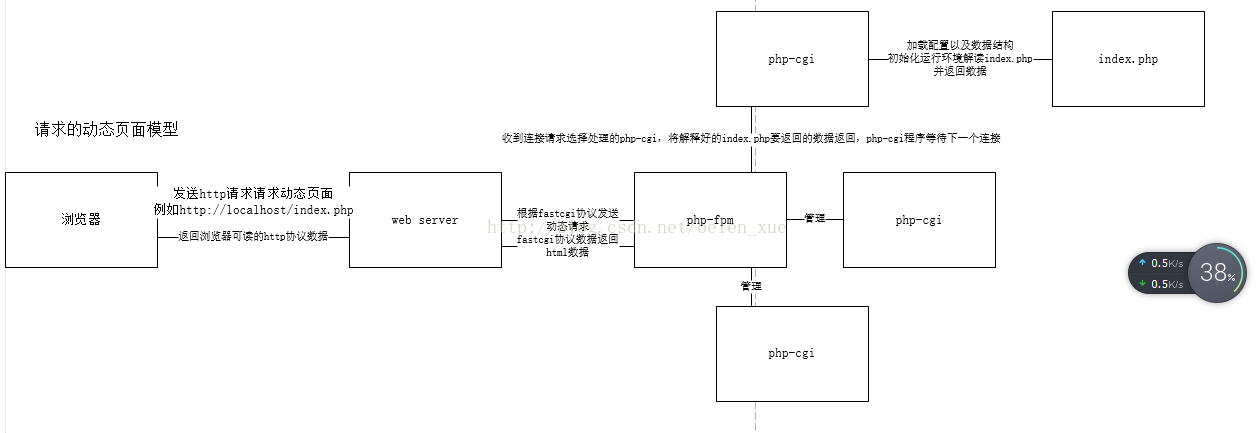 php-cgi
加载配置以及数据结构
初始化运行环境解读index.php
并返回数据
index.php
请求的动态页面模型
收到连接请求选择处理的php-cgi，将解释好的index.php要返回的数据返回，php-cgi程序等待下一个连接
浏览器
发送http请求请求动态页面
例如http://localhost/index.php
返回浏览器可读的http协议数据
web server
根据fastcgi协议发送
动态请求
fastcgi协议数据返回
html数据
php-fpm
管理
php-cgi
管理
php-cgi
0.5K/s
0.5K/s
38%